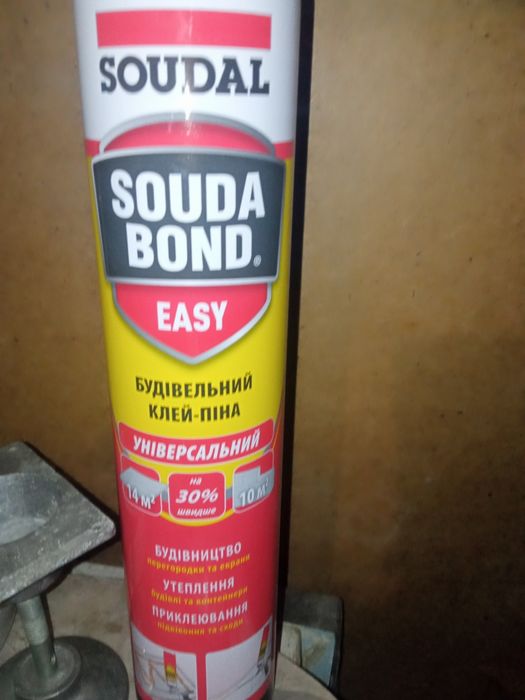 SOUDAL
SOUDA
BOND®
EASY
БУДІВЕЛЬНИЙ
КЛЕЙ-ПІНА
УНІВЕРСАЛЬНИЙ
14 м² на 30% швидше 10 м²
БУДІВНИЦТВО
перегородки та екрани
УТЕПЛЕННЯ
будівлі та контейнери
ПРИКЛЕЮВАННЯ
підвіконня та сходи